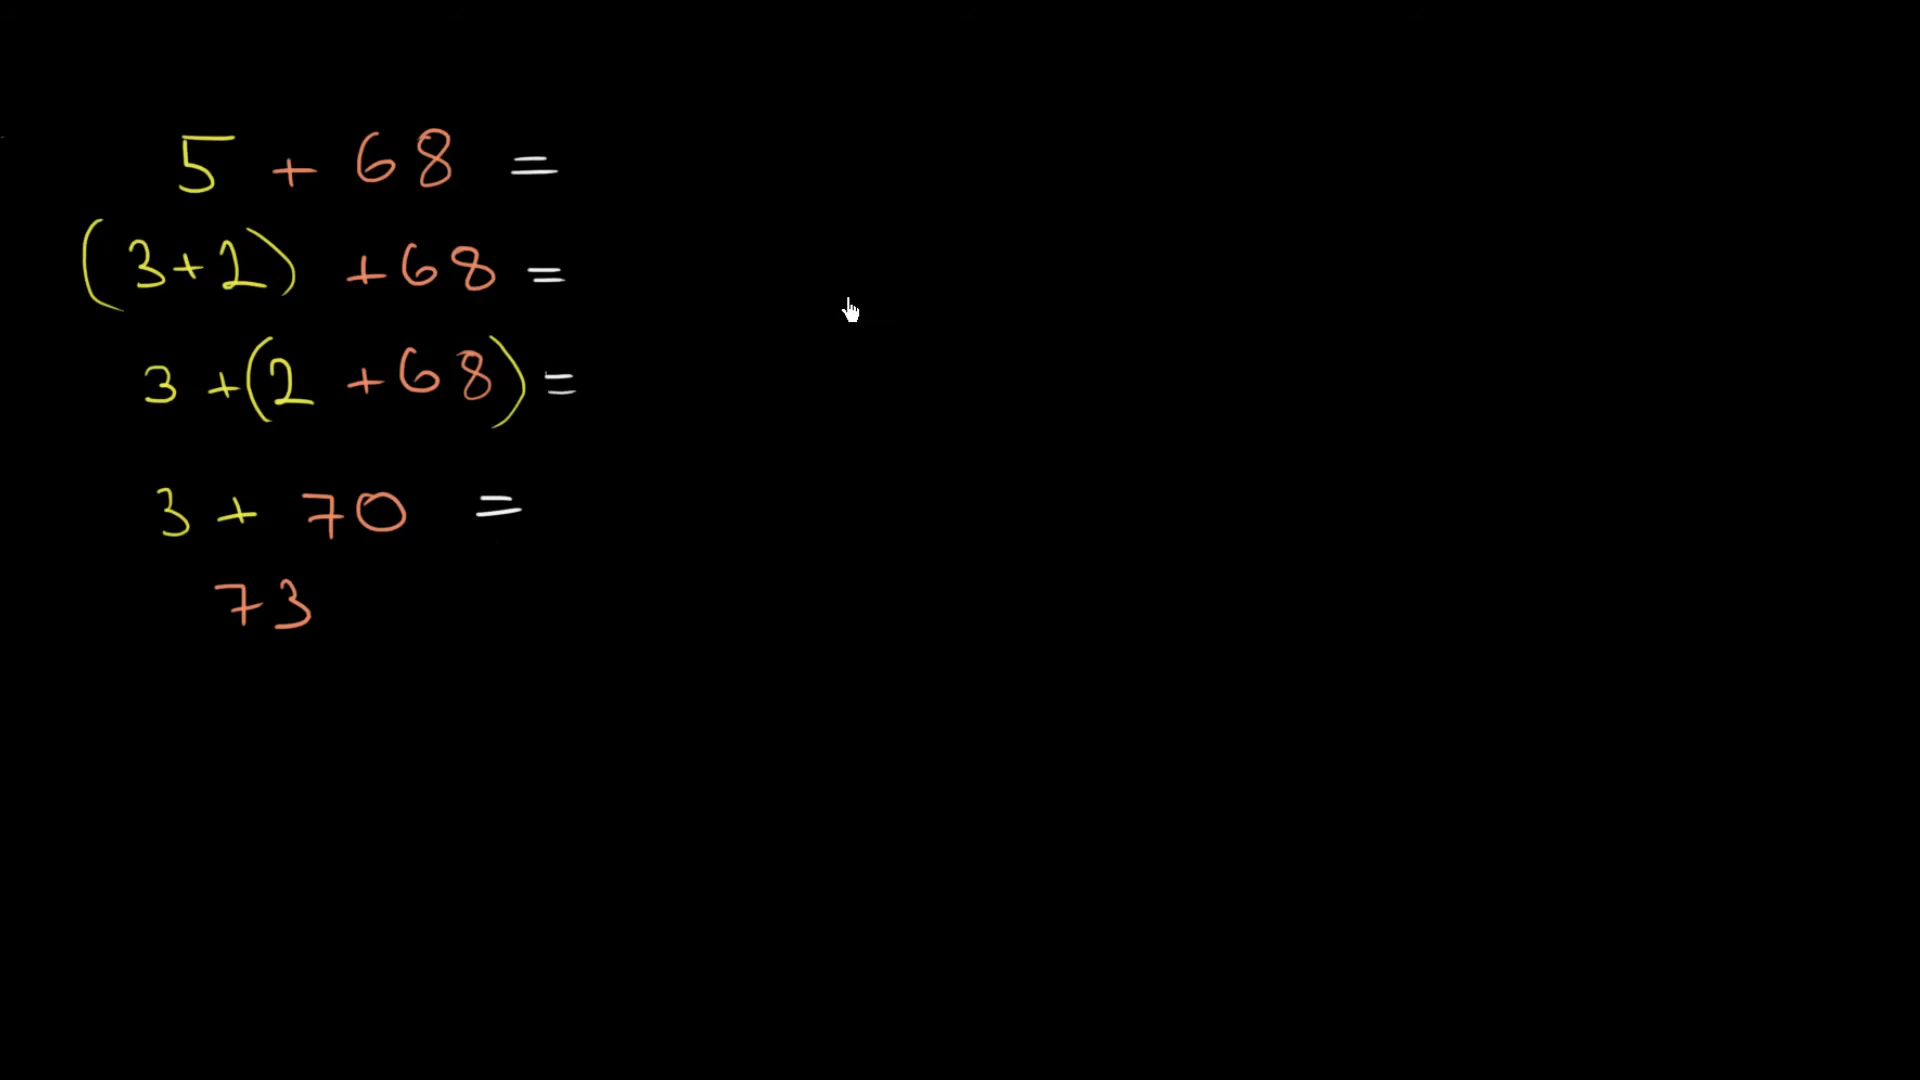 5 + 68 =
(3+2) +68 =
3 +(2 +68) =
3 + 70 =
73